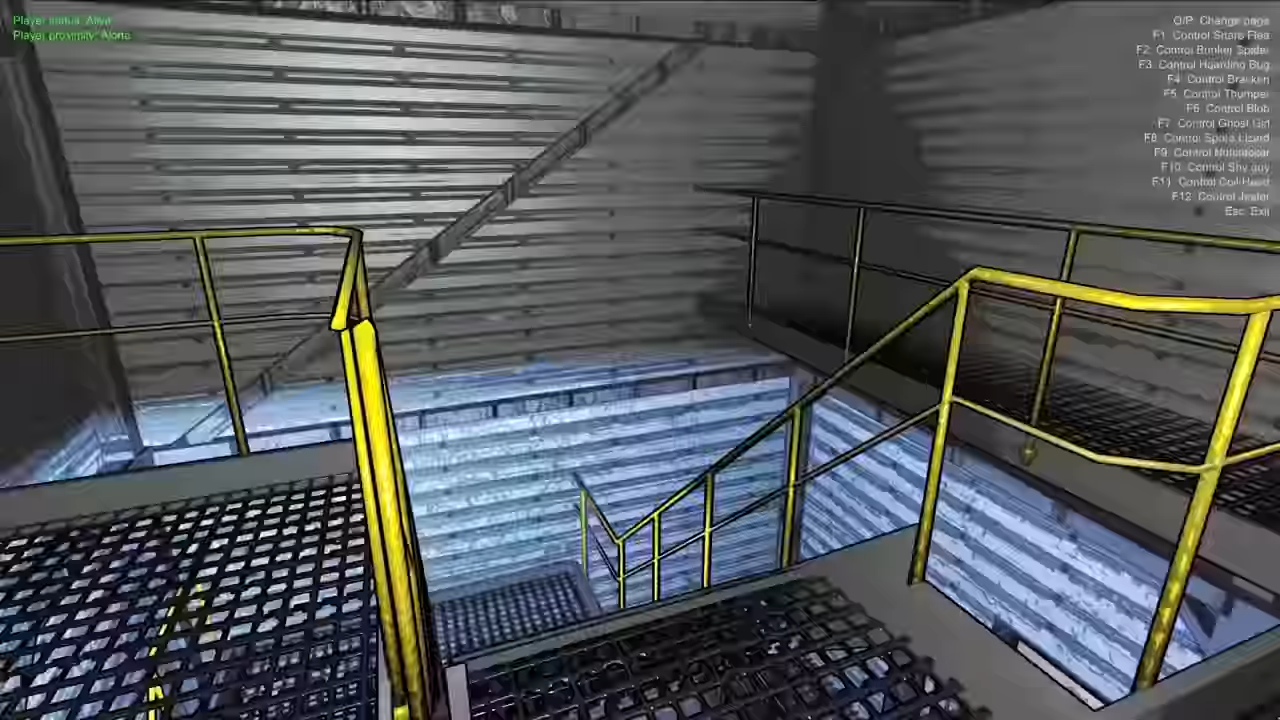 Player status: Alive
Player proximity: Alone
O/P: Change page
F1: Control Snare Flea
F2: Control Bunker Spider
F3: Control Hoarding Bug
F4: Control Bracken
F5: Control Thumper
F6: Control Blob
F7: Control Ghost Girl
F8: Control Spore Lizard
F9: Control Nutcracker
F10: Control Shy guy
F11: Control Coil-Head
F12: Control Jester
Esc: Exit